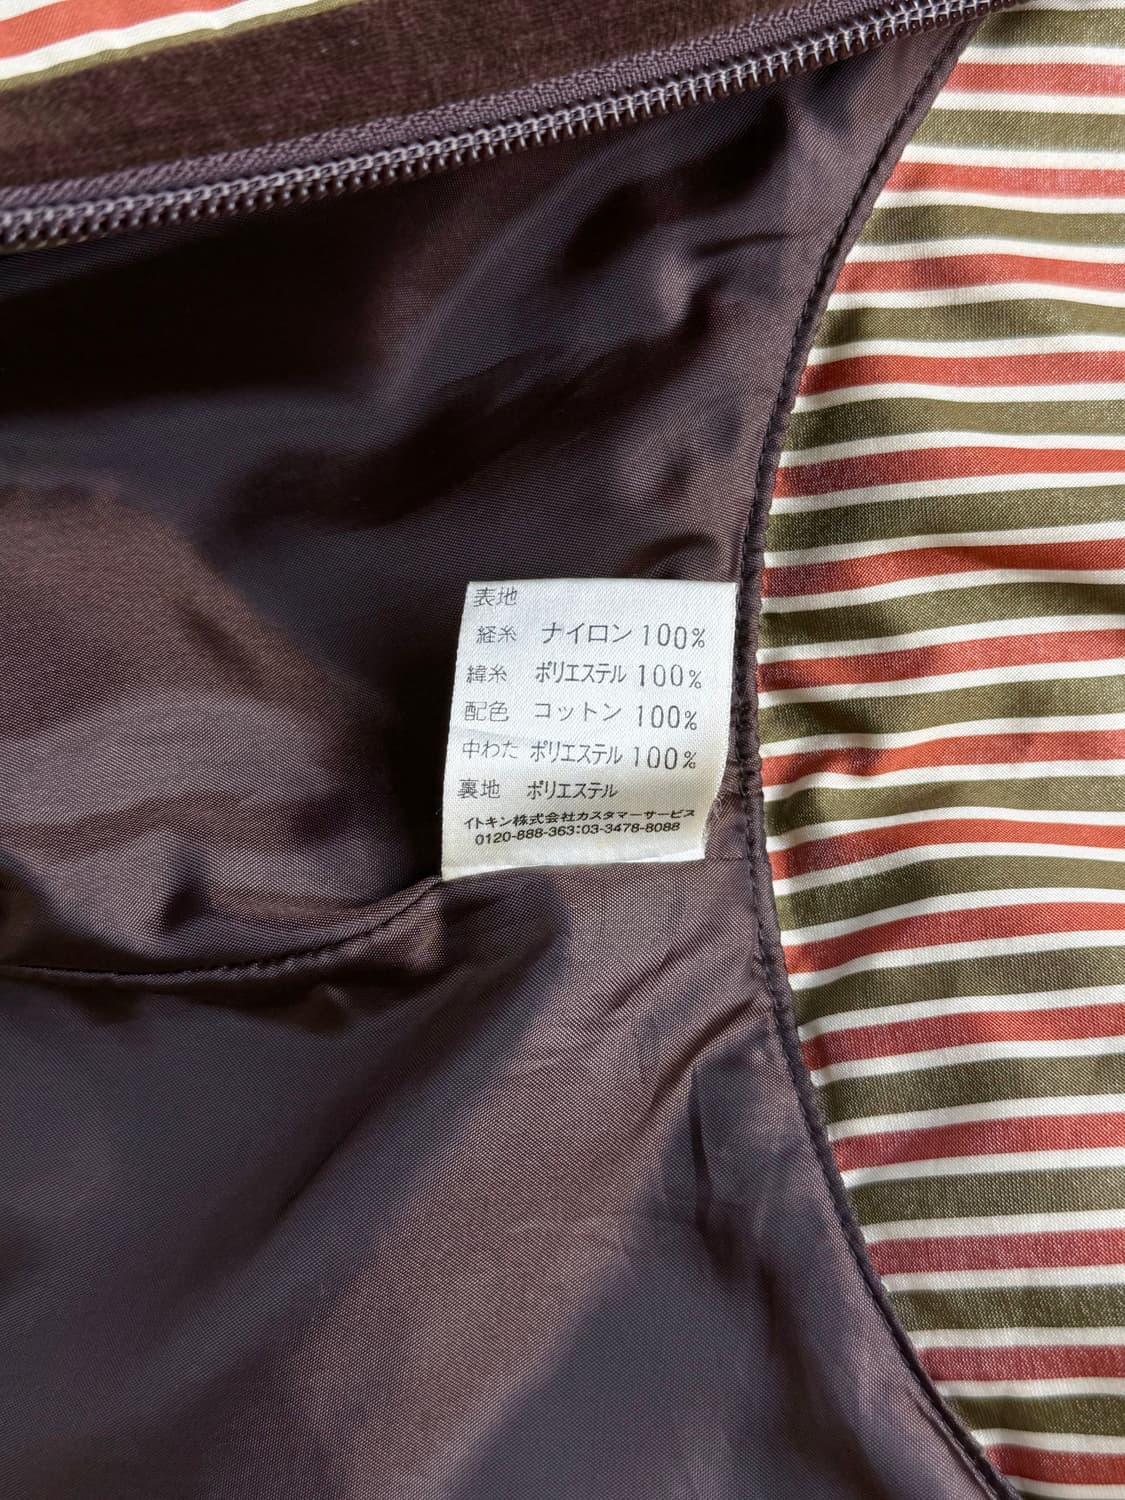 表地
経糸 ナイロン 100%
緯糸 ポリエステル 100%
配色 コットン 100%
中わた ポリエステル 100%
裏地 ポリエステル
イトキン株式会社カスタマーサービス
0120-888-363:03-3478-8088